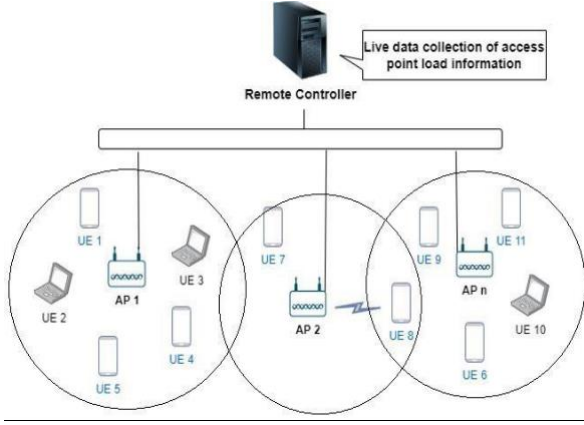 Live data collection of access
point load information
Remote Controller
UE 1
UE 3
AP 1
UE 2
UE 4
UE 5
UE 7
AP 2
UE 8
UE 9
UE 11
AP n
UE 10
UE 6